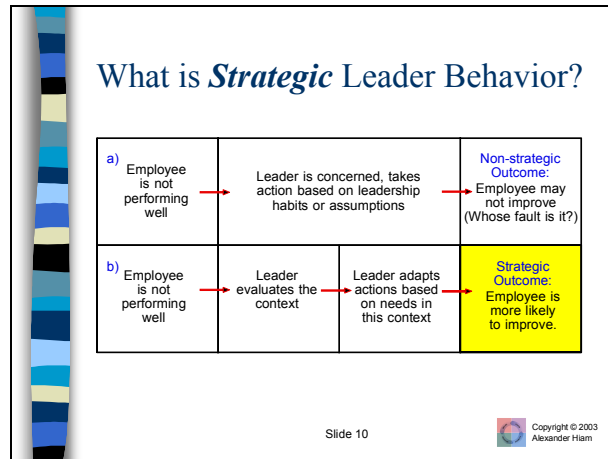 What is Strategic Leader Behavior?
a)
Employee
is not
performing
well
Leader is concerned, takes
action based on leadership
habits or assumptions
Non-strategic
Outcome:
Employee may
not improve
(Whose fault is it?)
b)
Employee
is not
performing
well
Leader
evaluates the
context
Leader adapts
actions based
on needs in
this context
Strategic
Outcome:
Employee is
more likely
to improve.
Slide 10
Copyright © 2003
Alexander Hiam